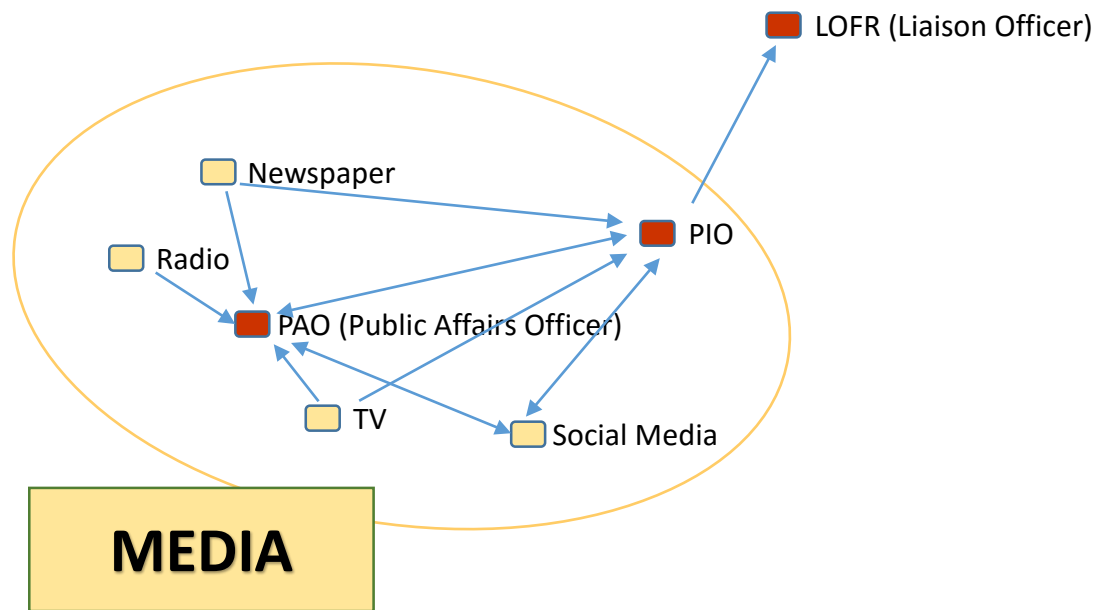 LOFR (Liaison Officer)
Newspaper
PIO
Radio
PAO (Public Affairs Officer)
TV
Social Media
MEDIA